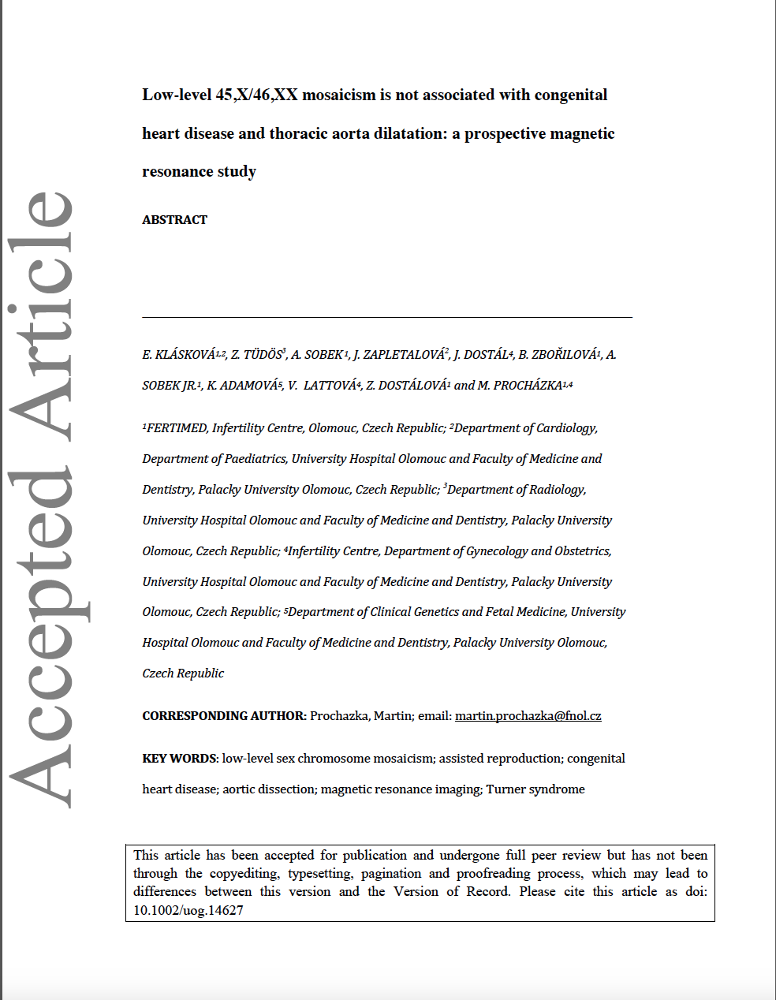 Low-level 45,X/46,XX mosaicism is not associated with congenital
heart disease and thoracic aorta dilatation: a prospective magnetic
resonance study
ABSTRACT
E. KLÁSKOVÁ1,2, Z. TÜDÖS3, A. SOBEK1, J. ZAPLETALOVÁ2, J. DOSTÁL4, B. ZBOŘILOVÁ1, A.
SOBEK JR.1, K. ADAMOVÁ5, V. LATTOVÁ4, Z. DOSTÁLOVÁ1 and M. PROCHÁZKA1,4
1FERTIMED, Infertility Centre, Olomouc, Czech Republic; 2Department of Cardiology,
Department of Paediatrics, University Hospital Olomouc and Faculty of Medicine and
Dentistry, Palacky University Olomouc, Czech Republic; 3Department of Radiology,
University Hospital Olomouc and Faculty of Medicine and Dentistry, Palacky University
Olomouc, Czech Republic; 4Infertility Centre, Department of Gynecology and Obstetrics,
University Hospital Olomouc and Faculty of Medicine and Dentistry, Palacky University
Olomouc, Czech Republic; 5Department of Clinical Genetics and Fetal Medicine, University
Hospital Olomouc and Faculty of Medicine and Dentistry, Palacky University Olomouc,
Czech Republic
CORRESPONDING AUTHOR: Prochazka, Martin; email: martin.prochazka@fnol.cz
KEY WORDS: low-level sex chromosome mosaicism; assisted reproduction; congenital
heart disease; aortic dissection; magnetic resonance imaging; Turner syndrome
This article has been accepted for publication and undergone full peer review but has not been
through the copyediting, typesetting, pagination and proofreading process, which may lead to
differences between this version and the Version of Record. Please cite this article as doi:
10.1002/uog.14627
Accepted Article